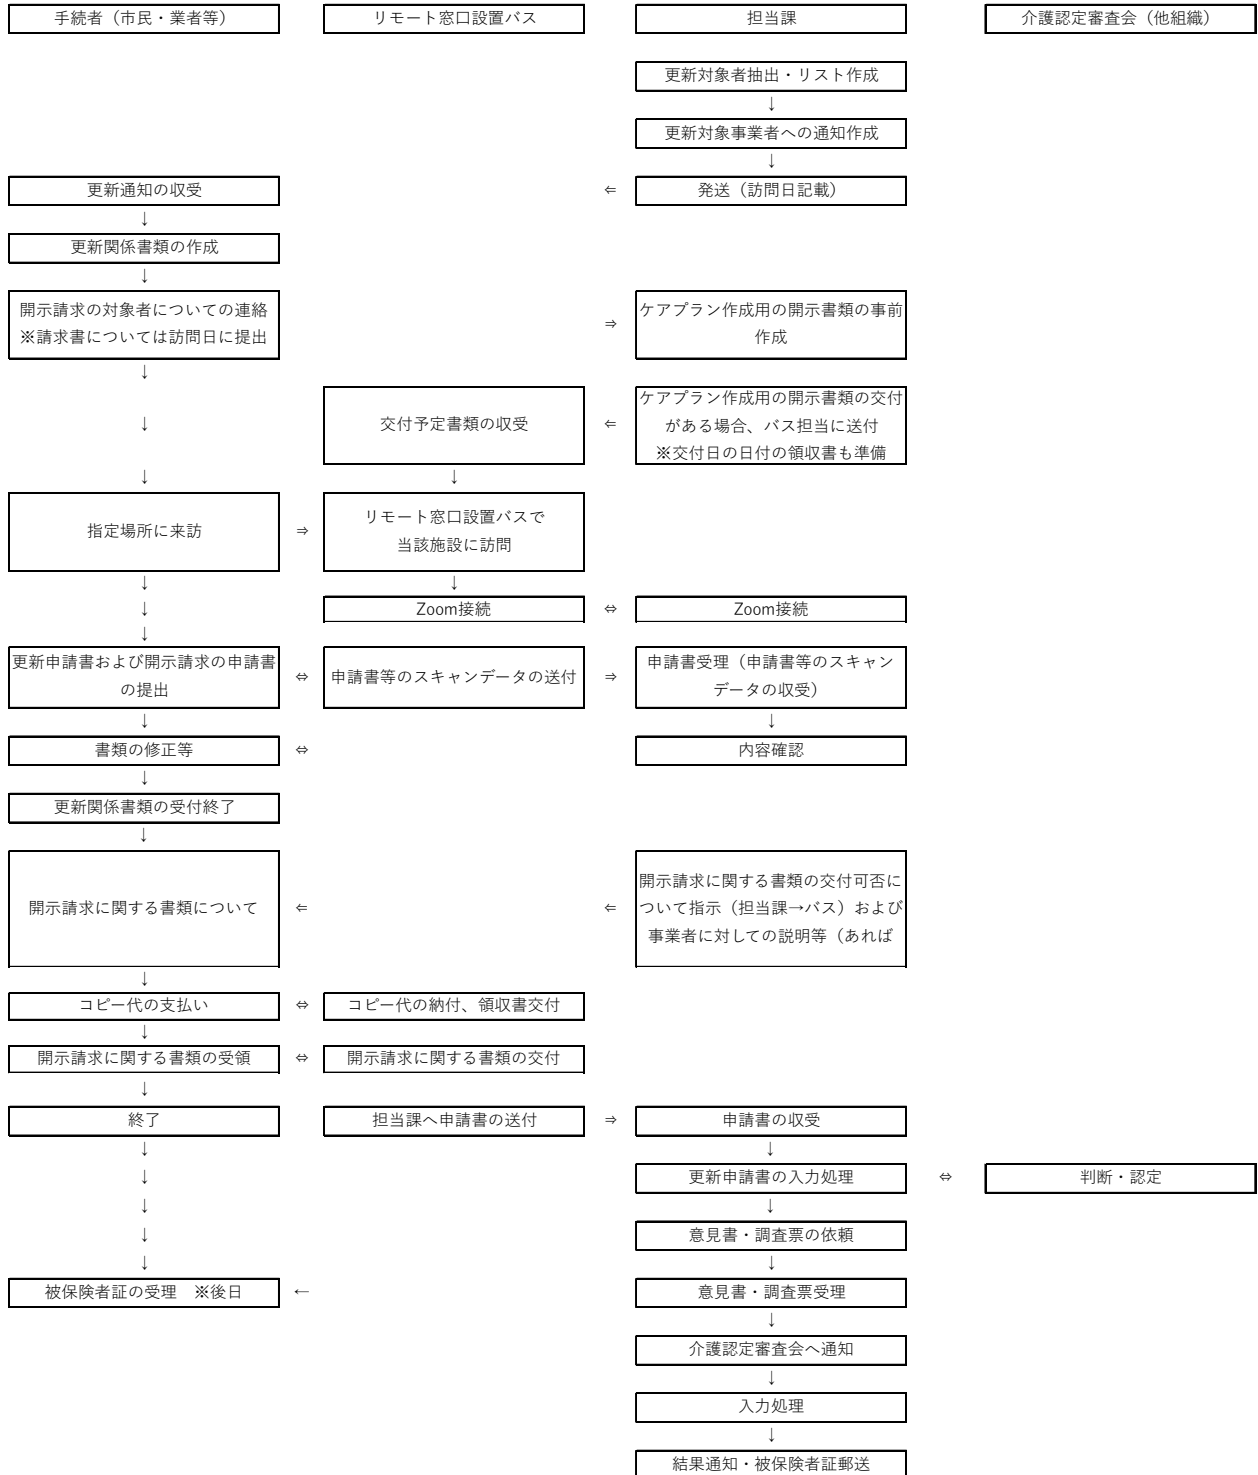 手続者（市民・業者等）
リモート窓口設置バス
担当課
介護認定審査会（他組織）
更新対象者抽出・リスト作成
↓
更新対象事業者への通知作成
↓
更新通知の収受
⇐
発送（訪問日記載）
↓
更新関係書類の作成
↓
開示請求の対象者についての連絡
※請求書については訪問日に提出
⇒
ケアプラン作成用の開示書類の事前
作成
↓
↓
交付予定書類の収受
⇐
ケアプラン作成用の開示書類の交付
がある場合、バス担当に送付
※交付日の日付の領収書も準備
↓
↓
指定場所に来訪
⇒
リモート窓口設置バスで
当該施設に訪問
↓
↓
↓
Zoom接続
⇔
Zoom接続
↓
更新申請書および開示請求の申請書
の提出
⇔
申請書等のスキャンデータの送付
⇒
申請書受理（申請書等のスキャン
データの収受）
↓
↓
書類の修正等
⇔
内容確認
↓
更新関係書類の受付終了
↓
開示請求に関する書類について
⇐
⇐
開示請求に関する書類の交付可否に
ついて指示（担当課→バス）および
事業者に対しての説明等（あれば
↓
コピー代の支払い
⇔
コピー代の納付、領収書交付
↓
開示請求に関する書類の受領
⇔
開示請求に関する書類の交付
↓
終了
担当課へ申請書の送付
⇒
申請書の収受
↓
↓
↓
更新申請書の入力処理
⇔
判断・認定
↓
↓
↓
意見書・調査票の依頼
↓
↓
被保険者証の受理　※後日
←
意見書・調査票受理
↓
介護認定審査会へ通知
↓
入力処理
↓
結果通知・被保険者証郵送